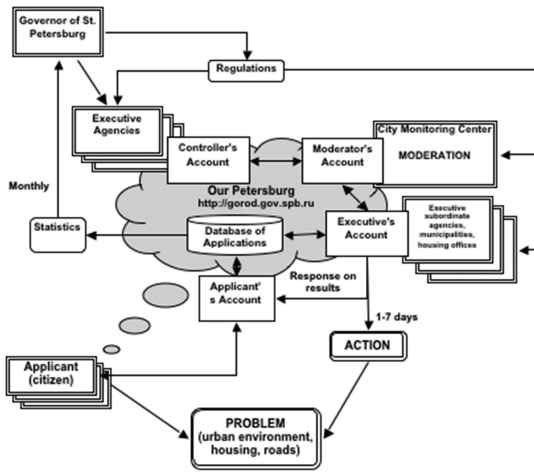 Governor of St.
Petersburg
Regulations
Executive
Agencies
City Monitoring Center
MODERATION
Controller's
Account
Moderator's
Account
Monthly
Our Petersburg
http://gorod.gov.spb.ru
Executive's
Account
Executive
subordinate
agencies,
municipalities,
housing offices
Statistics
Database of
Applications
Response on
results
Applicant'
s Account
1-7 days
ACTION
Applicant
(citizen)
PROBLEM
(urban environment,
housing, roads)